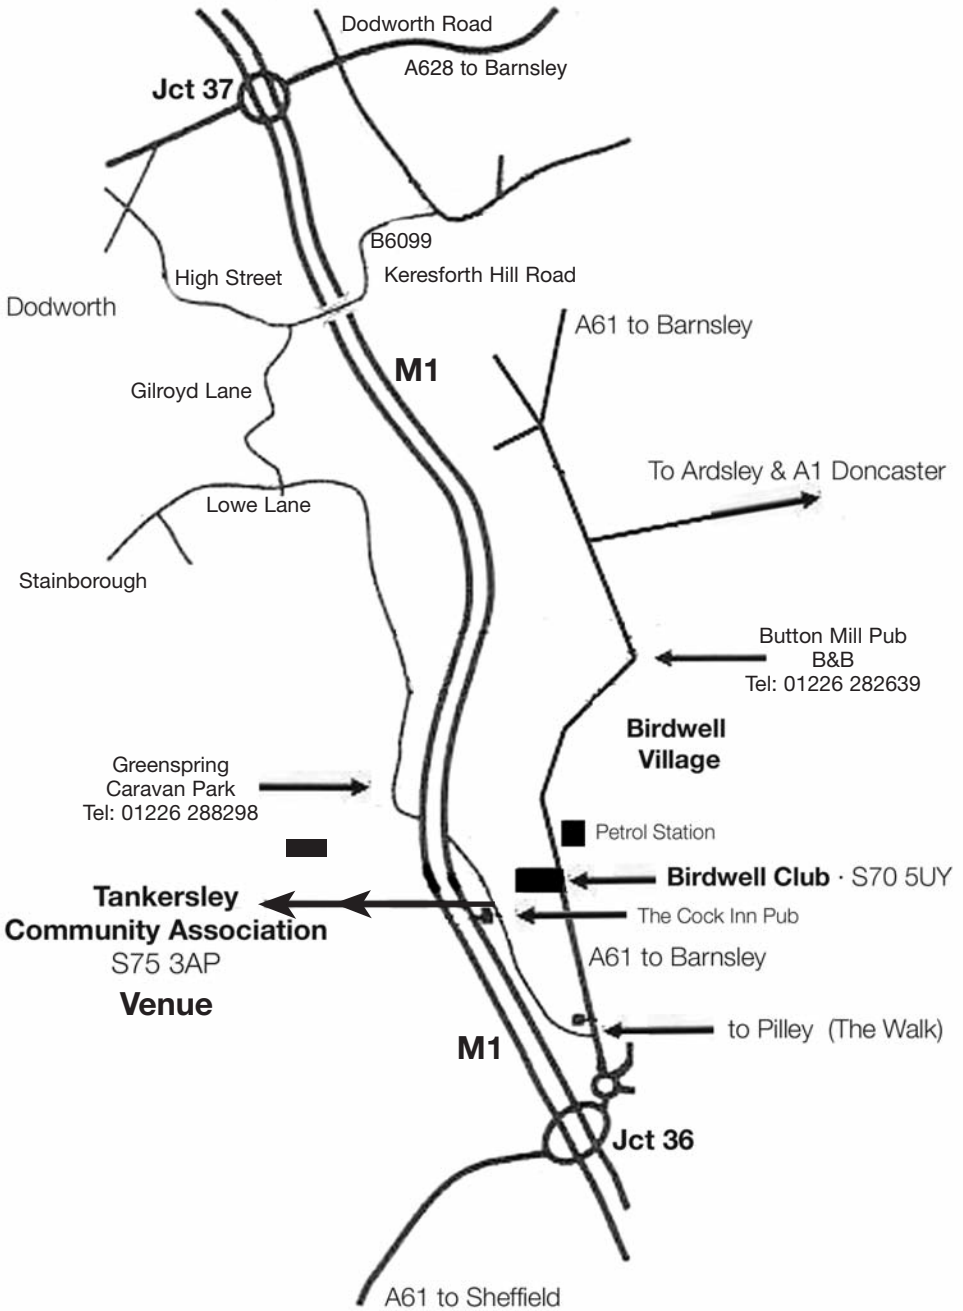 Dodworth Road
A628 to Barnsley
Jct 37
B6099
High Street
Keresforth Hill Road
Dodworth
A61 to Barnsley
M1
Gilroyd Lane
To Ardsley & A1 Doncaster
Lowe Lane
Stainborough
Button Mill Pub
B&B
Tel: 01226 282639
Birdwell
Village
Greenspring
Caravan Park
Tel: 01226 288298
Petrol Station
Birdwell Club · S70 5UY
Tankersley
Community Association
S75 3AP
Venue
The Cock Inn Pub
A61 to Barnsley
to Pilley (The Walk)
M1
Jct 36
A61 to Sheffield